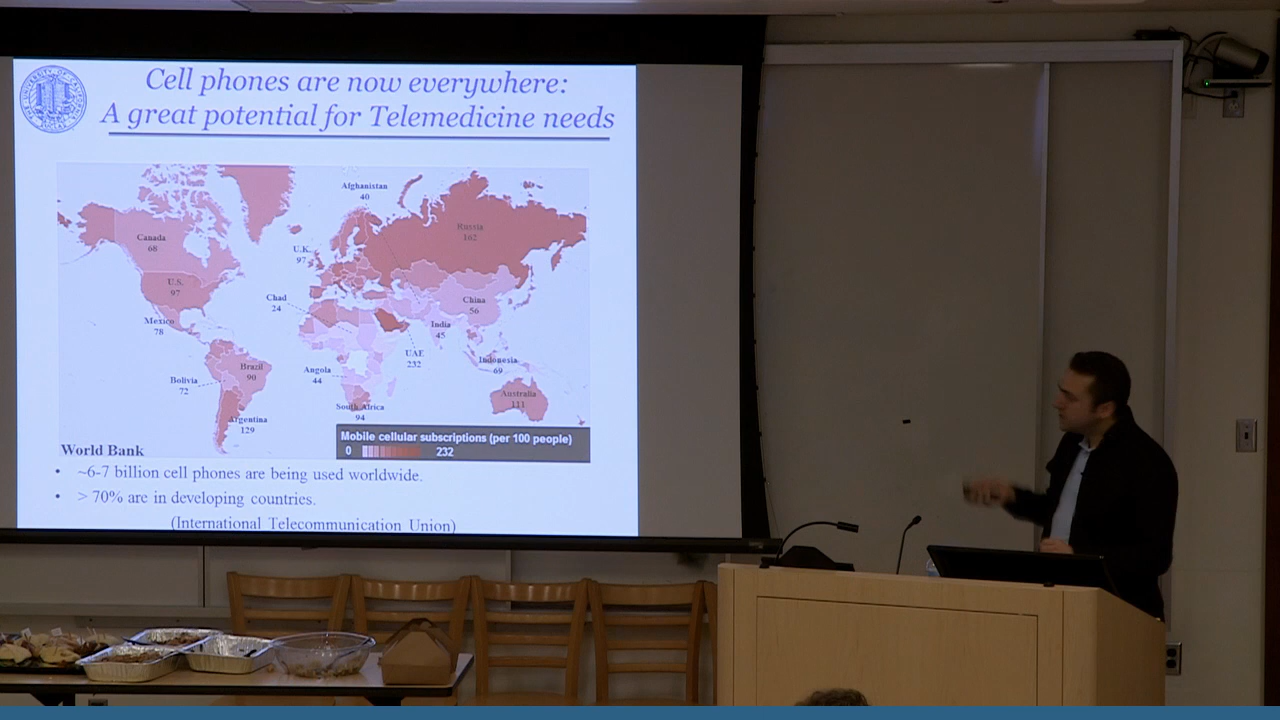 Cell phones are now everywhere:
A great potential for Telemedicine needs
Afghanistan
40
Russia
162
Canada
68
U.K.
97
U.S.
97
Chad
24
China
56
Mexico
78
India
45
UAE
232
Indonesia
69
Brazil
90
Angola
44
Bolivia
72
Australia
111
South Africa
94
Argentina
129
Mobile cellular subscriptions (per 100 people)
0 232
World Bank
• ~6-7 billion cell phones are being used worldwide.
• > 70% are in developing countries.
(International Telecommunication Union)